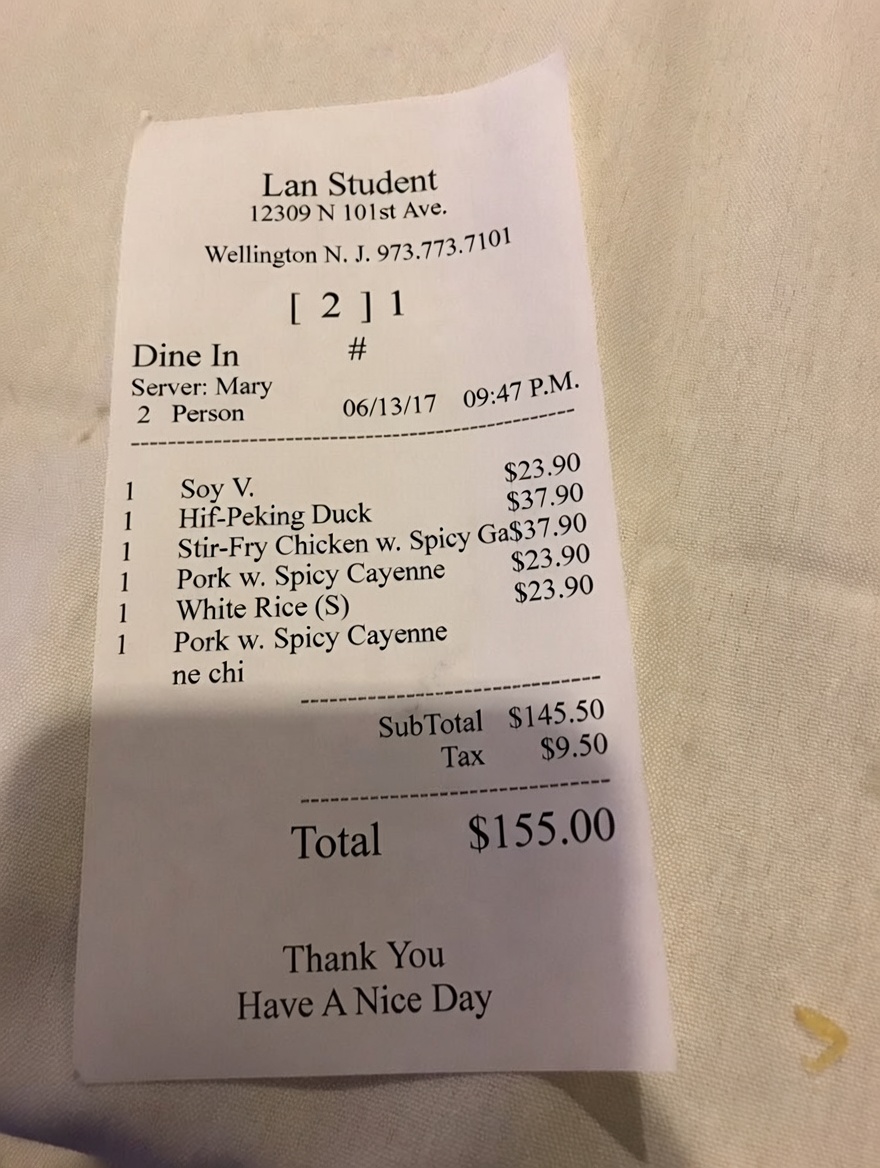 Lan Student
12309 N 101st Ave.
Wellington N. J. 973.773.7101
[ 2 ] 1
Dine In #
Server: Mary
2 Person 06/13/17 09:47 P.M.
1 Soy V. $23.90
1 Hif-Peking Duck $37.90
1 Stir-Fry Chicken w. Spicy Ga$37.90
1 Pork w. Spicy Cayenne $23.90
1 White Rice (S) $23.90
1 Pork w. Spicy Cayenne
ne chi
SubTotal $145.50
Tax $9.50
Total $155.00
Thank You
Have A Nice Day